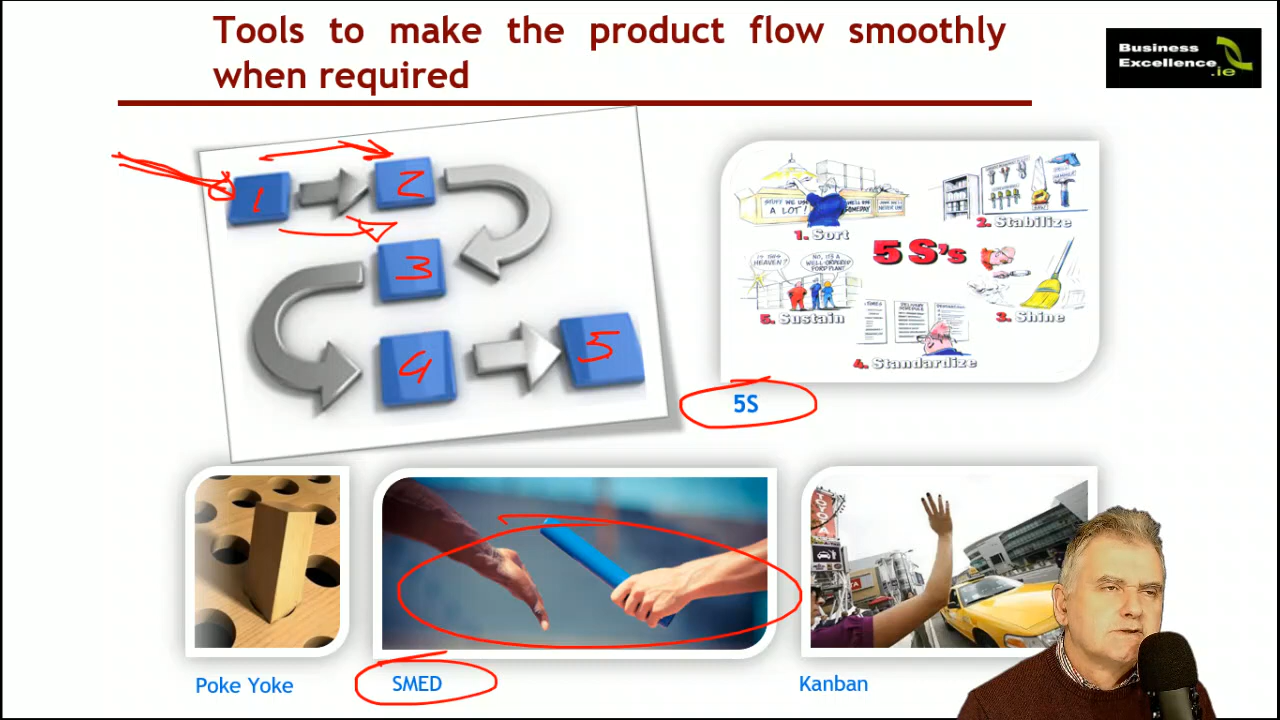 Tools to make the product flow smoothly
when required
Business
Excellence
.ie
1
2
3
4
5
1. Sort
2. Stabilize
5S's
5. Sustain
3. Shine
4. Standardize
5S
Poke Yoke
SMED
Kanban